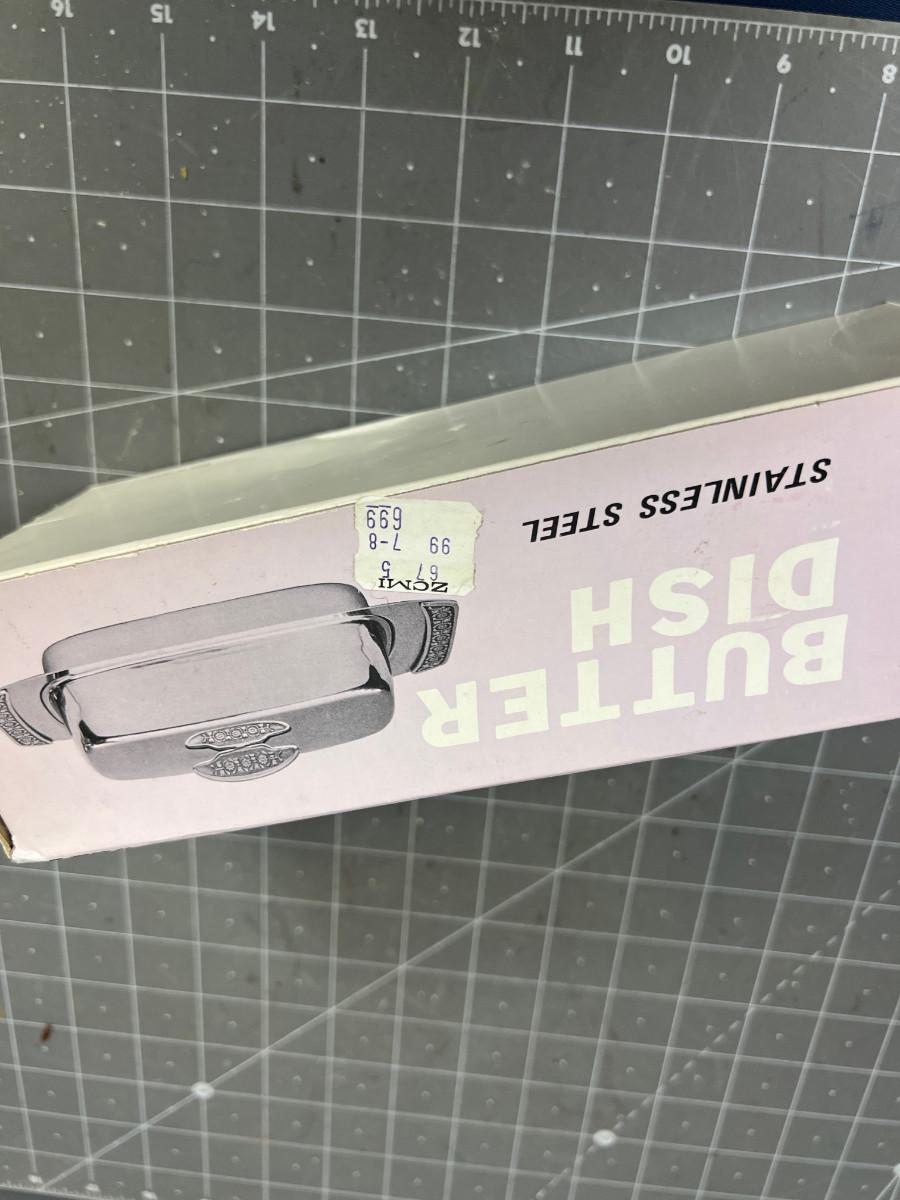 BUTTER
DISH
STAINLESS STEEL
ZCMI
67 5
99 7-8
699
8 9 10 11 12 13 14 15 16